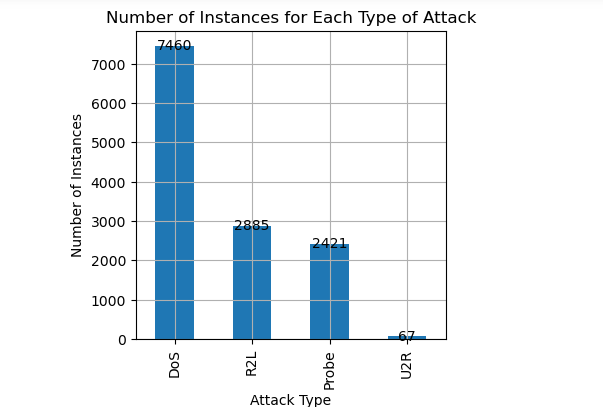 Number of Instances for Each Type of Attack
7460
7000
6000
5000
4000
3000
2000
1000
0
Number of Instances
2885
2421
67
DoS
R2L
Probe
U2R
Attack Type